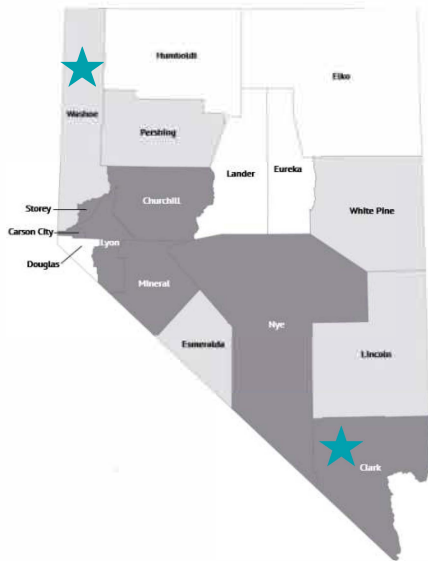 Humboldt
Elko
Washoe
Pershing
Lander
Eureka
Churchill
White Pine
Storey
Carson City
Lyon
Douglas
Mineral
Nye
Esmeralda
Lincoln
Clark